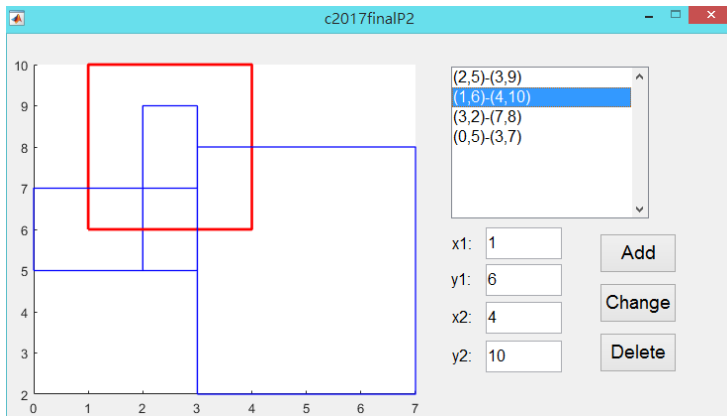 c2017finalP2
10
9
8
7
6
5
4
3
2
0 1 2 3 4 5 6 7
(2,5)-(3,9)
(1,6)-(4,10)
(3,2)-(7,8)
(0,5)-(3,7)
x1: 1
y1: 6
x2: 4
y2: 10
Add
Change
Delete